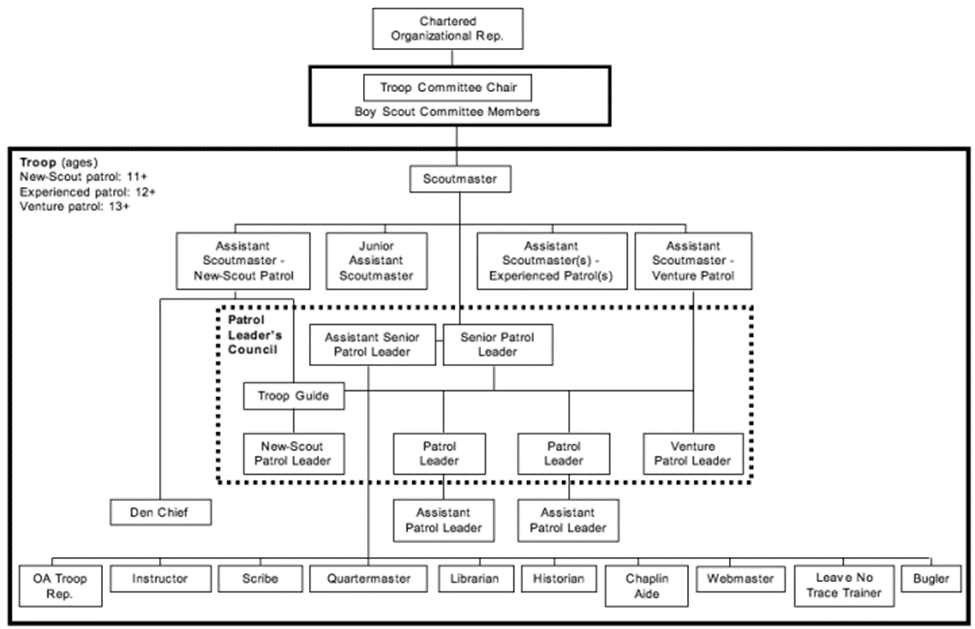 Chartered
Organizational Rep.
Troop Committee Chair
Boy Scout Committee Members
Troop (ages)
New-Scout patrol: 11+
Experienced patrol: 12+
Venture patrol: 13+
Scoutmaster
Assistant
Scoutmaster -
New-Scout Patrol
Junior
Assistant
Scoutmaster
Assistant
Scoutmaster(s) -
Experienced Patrol(s)
Assistant
Scoutmaster -
Venture Patrol
Patrol
Leader's
Council
Assistant Senior
Patrol Leader
Senior Patrol
Leader
Troop Guide
New-Scout
Patrol Leader
Patrol
Leader
Patrol
Leader
Venture
Patrol Leader
Den Chief
Assistant
Patrol Leader
Assistant
Patrol Leader
OA Troop
Rep.
Instructor
Scribe
Quartermaster
Librarian
Historian
Chaplin
Aide
Webmaster
Leave No
Trace Trainer
Bugler